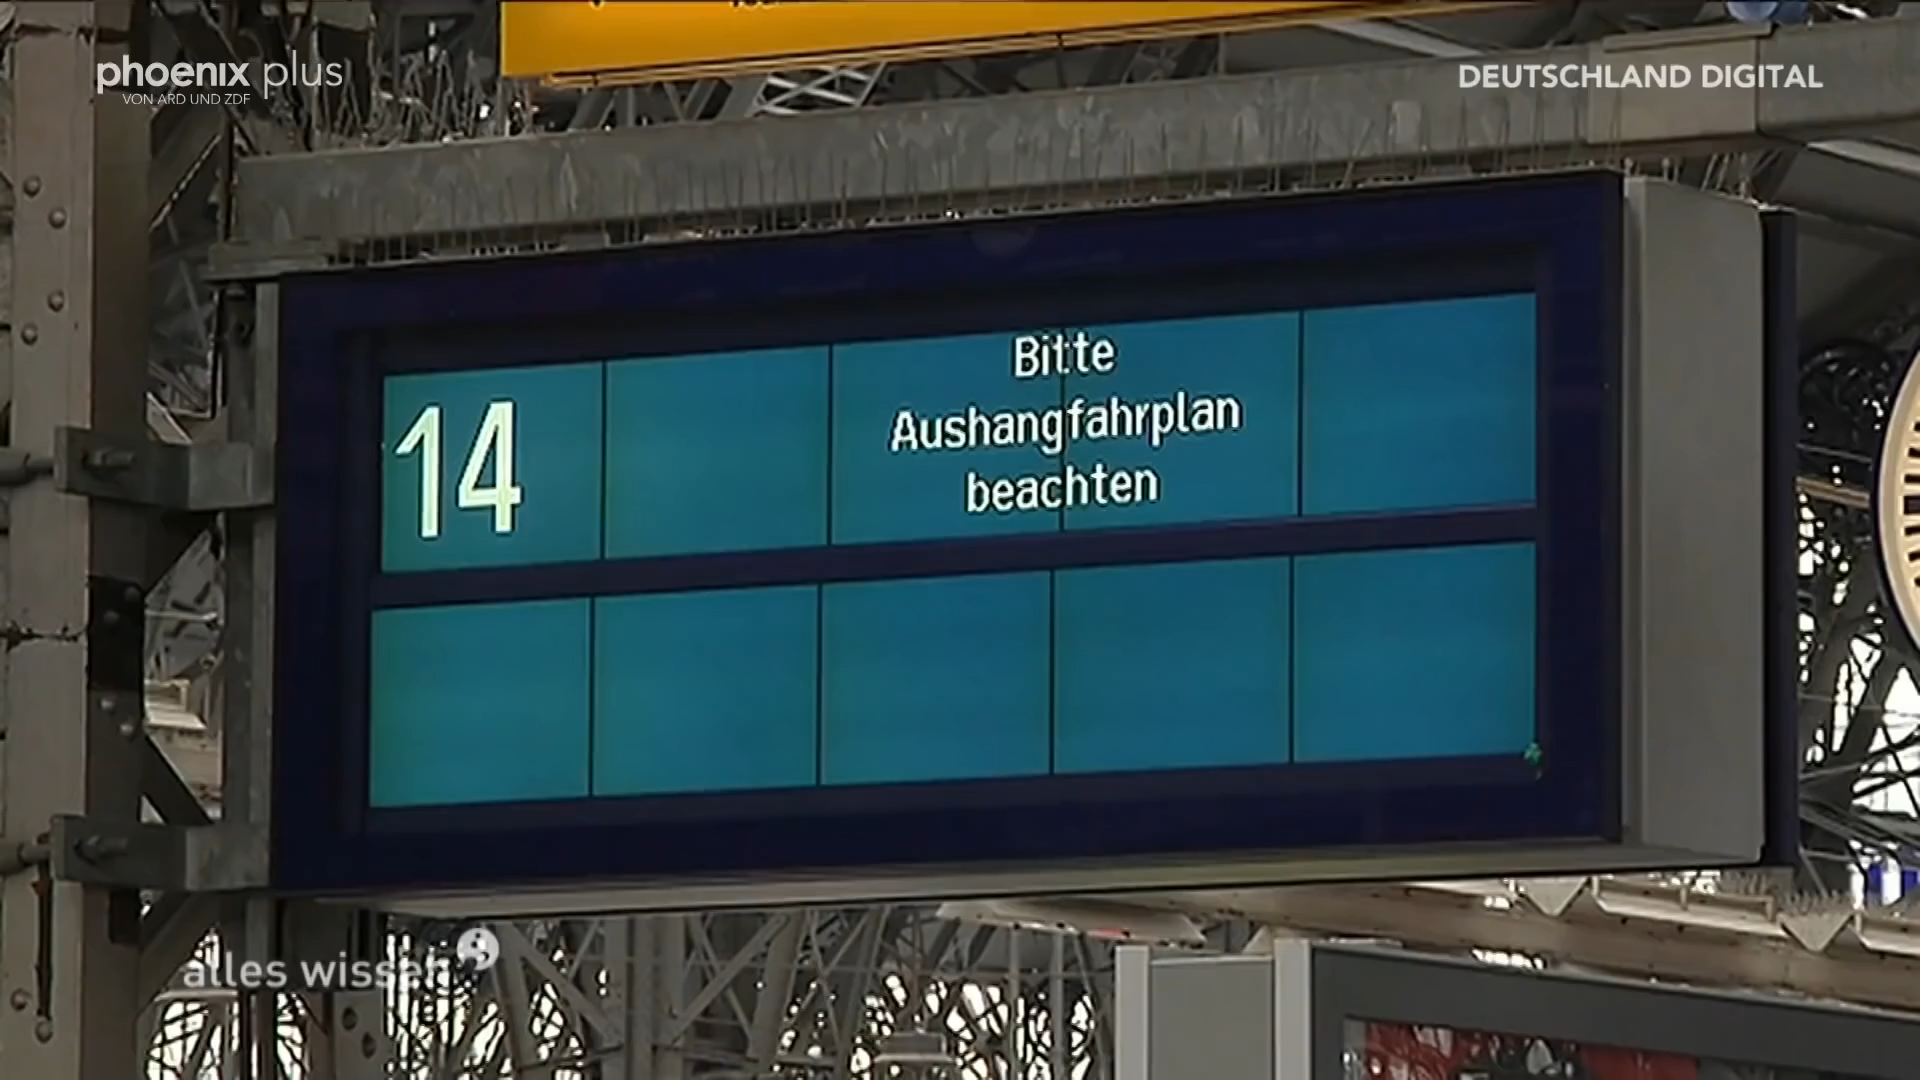 phoenix plus
VON ARD UND ZDF
DEUTSCHLAND DIGITAL
14
Bitte
Aushangfahrplan
beachten
alles wissen